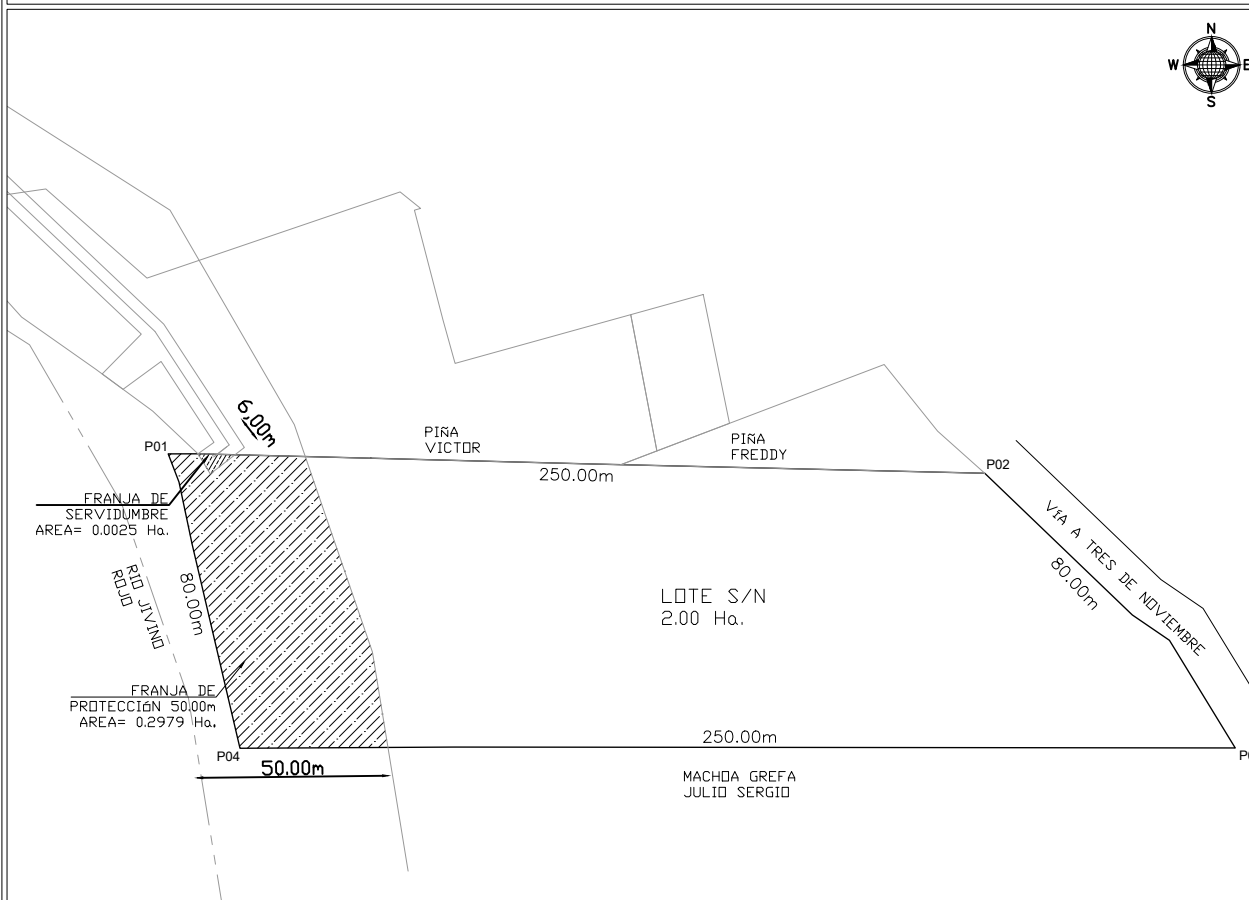 N
W E
S
6,00m
P01
PIÑA
VICTOR
PIÑA
FREDDY
250.00m
P02
FRANJA DE
SERVIDUMBRE
AREA= 0.0025 Ha.
VíA A TRES DE NOVIEMBRE
80.00m
RIO JIVINO
ROJO
80.00m
LOTE S/N
2.00 Ha.
FRANJA DE
PROTECCIóN 50.00m
AREA= 0.2979 Ha.
P04
250.00m
50.00m
MACHOA GREFA
JULIO SERGIO